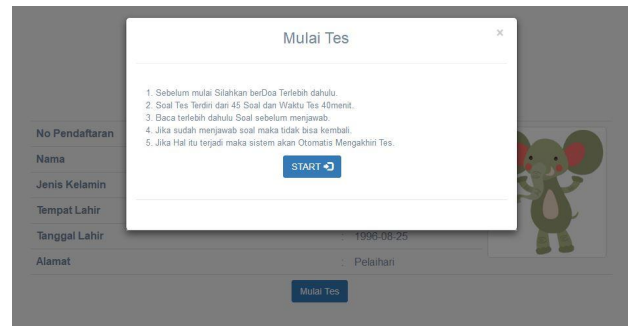 Mulai Tes
×
1. Sebelum mulai Silahkan berDoa Terlebih dahulu.
2. Soal Tes Terdiri dari 45 Soal dan Waktu Tes 40menit.
3. Baca terlebih dahulu Soal sebelum menjawab.
4. Jika sudah menjawab soal maka tidak bisa kembali.
5. Jika Hal itu terjadi maka sistem akan Otomatis Mengakhiri Tes.
START
No Pendaftaran
Nama
Jenis Kelamin
Tempat Lahir
Tanggal Lahir : 1996-08-25
Alamat : Pelaihari
Mulai Tes